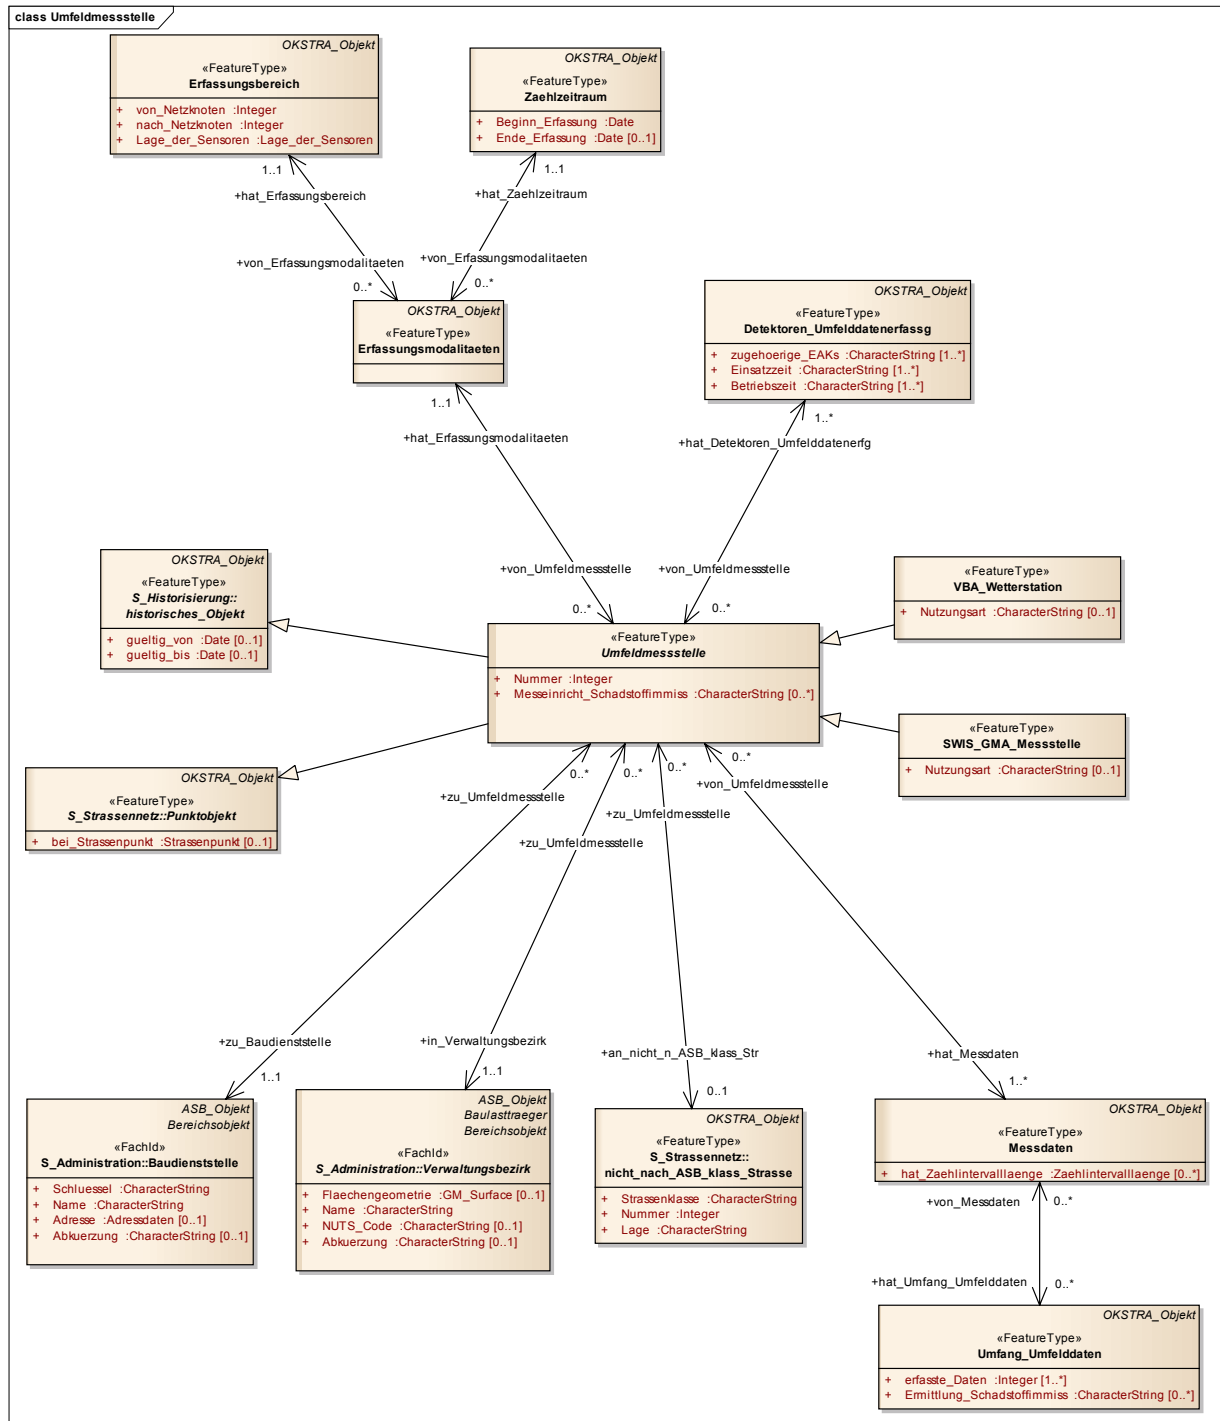 class Umfeldmessstelle
OKSTRA_Objekt
«FeatureType»
Erfassungsbereich
+ von_Netzknoten :Integer
+ nach_Netzknoten :Integer
+ Lage_der_Sensoren :Lage_der_Sensoren
OKSTRA_Objekt
«FeatureType»
Zaehlzeitraum
+ Beginn_Erfassung :Date
+ Ende_Erfassung :Date [0..1]
1..1
+hat_Erfassungsbereich
1..1
+hat_Zaehlzeitraum
+von_Erfassungsmodalitaeten
0..*
+von_Erfassungsmodalitaeten
0..*
OKSTRA_Objekt
«FeatureType»
Erfassungsmodalitaeten
OKSTRA_Objekt
«FeatureType»
Detektoren_Umfelddatenerfassg
+ zugehoerige_EAKs :CharacterString [1..*]
+ Einsatzzeit :CharacterString [1..*]
+ Betriebszeit :CharacterString [1..*]
1..1
+hat_Erfassungsmodalitaeten
1..*
+hat_Detektoren_Umfelddatenerfg
+von_Umfeldmessstelle
0..*
+von_Umfeldmessstelle
0..*
OKSTRA_Objekt
«FeatureType»
S_Historisierung::
historisches_Objekt
+ gueltig_von :Date [0..1]
+ gueltig_bis :Date [0..1]
«FeatureType»
VBA_Wetterstation
+ Nutzungsart :CharacterString [0..1]
«FeatureType»
Umfeldmessstelle
+ Nummer :Integer
+ Messeinricht_Schadstoffimmiss :CharacterString [0..*]
«FeatureType»
SWIS_GMA_Messstelle
+ Nutzungsart :CharacterString [0..1]
OKSTRA_Objekt
«FeatureType»
S_Strassennetz::Punktobjekt
+ bei_Strassenpunkt :Strassenpunkt [0..1]
0..*
+zu_Umfeldmessstelle
0..*
+zu_Umfeldmessstelle
0..*
+zu_Umfeldmessstelle
0..*
+von_Umfeldmessstelle
+zu_Baudienststelle
1..1
+in_Verwaltungsbezirk
1..1
+an_nicht_n_ASB_klass_Str
0..1
+hat_Messdaten
1..*
ASB_Objekt
Bereichsobjekt
«FachId»
S_Administration::Baudienststelle
+ Schluessel :CharacterString
+ Name :CharacterString
+ Adresse :Adressdaten [0..1]
+ Abkuerzung :CharacterString [0..1]
ASB_Objekt
Baulasttraeger
Bereichsobjekt
«FachId»
S_Administration::Verwaltungsbezirk
+ Flaechengeometrie :GM_Surface [0..1]
+ Name :CharacterString
+ NUTS_Code :CharacterString [0..1]
+ Abkuerzung :CharacterString [0..1]
OKSTRA_Objekt
«FeatureType»
S_Strassennetz::
nicht_nach_ASB_klass_Strasse
+ Strassenklasse :CharacterString
+ Nummer :Integer
+ Lage :CharacterString
OKSTRA_Objekt
«FeatureType»
Messdaten
+ hat_Zaehlintervalllaenge :Zaehlintervalllaenge [0..*]
+von_Messdaten
0..*
+hat_Umfang_Umfelddaten
0..*
OKSTRA_Objekt
«FeatureType»
Umfang_Umfelddaten
+ erfasste_Daten :Integer [1..*]
+ Ermittlung_Schadstoffimmiss :CharacterString [0..*]